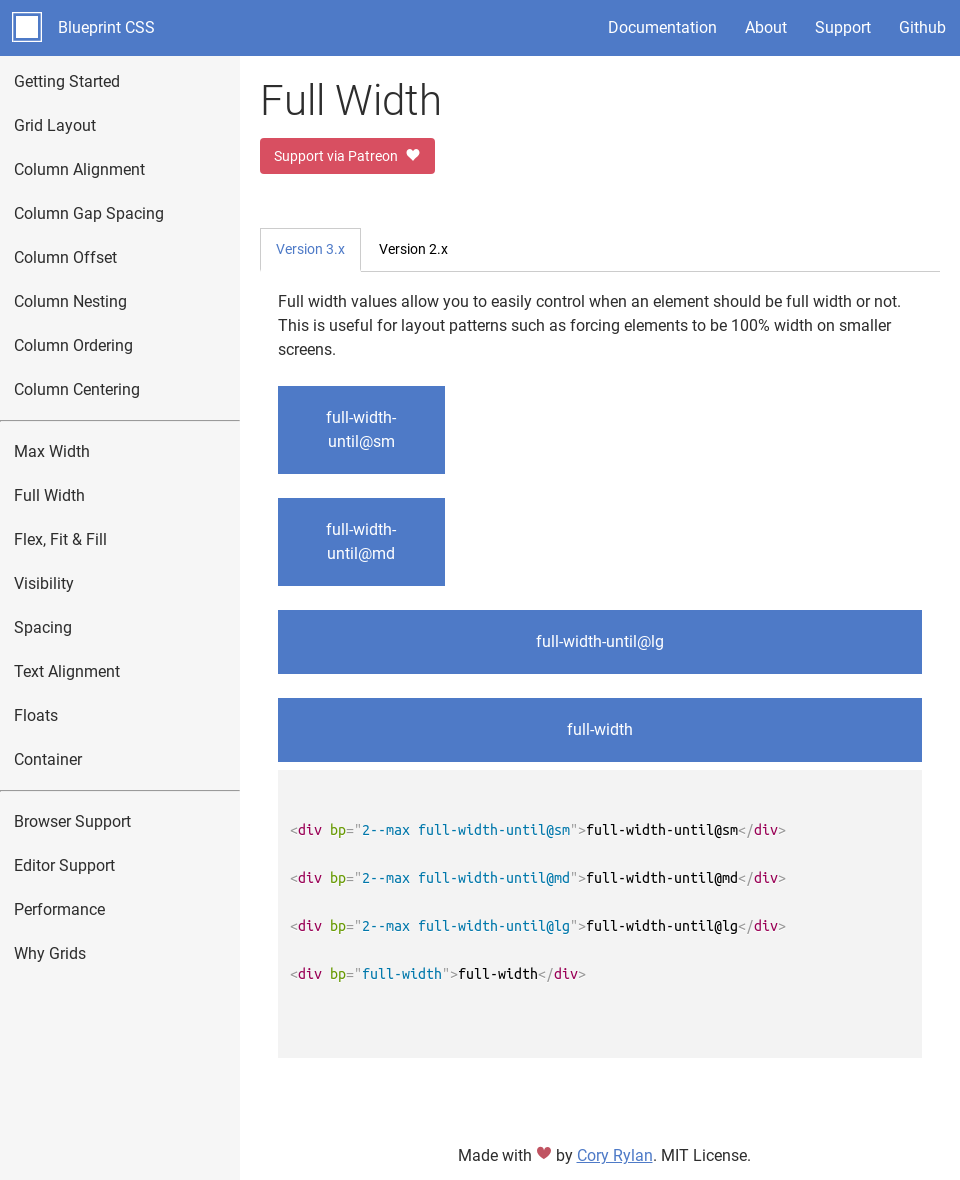 Blueprint CSS
Documentation
About
Support
Github
Getting Started
Grid Layout
Column Alignment
Column Gap Spacing
Column Offset
Column Nesting
Column Ordering
Column Centering
Max Width
Full Width
Flex, Fit & Fill
Visibility
Spacing
Text Alignment
Floats
Container
Browser Support
Editor Support
Performance
Why Grids
Full Width
Support via Patreon
Version 3.x
Version 2.x
Full width values allow you to easily control when an element should be full width or not.
This is useful for layout patterns such as forcing elements to be 100% width on smaller
screens.
full-width-
until@sm
full-width-
until@md
full-width-until@lg
full-width
<div bp="2--max full-width-until@sm">full-width-until@sm</div>
<div bp="2--max full-width-until@md">full-width-until@md</div>
<div bp="2--max full-width-until@lg">full-width-until@lg</div>
<div bp="full-width">full-width</div>
Made with ♥ by Cory Rylan. MIT License.